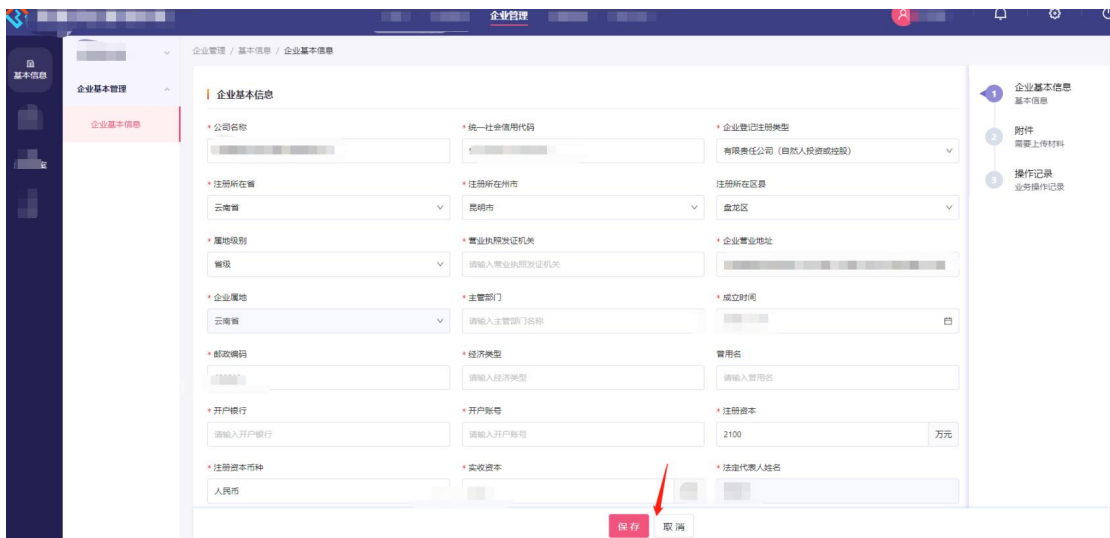 企业管理
基本信息
企业基本管理
企业基本信息
企业管理 / 基本信息 / 企业基本信息
企业基本信息
* 公司名称
* 统一社会信用代码
* 企业登记注册类型
有限责任公司（自然人投资或控股）
* 注册所在省
* 注册所在州市
注册所在区县
云南省
昆明市
盘龙区
* 属地级别
* 营业执照发证机关
* 企业营业地址
省级
请输入营业执照发证机关
* 企业属地
* 主管部门
* 成立时间
云南省
请输入主管部门名称
* 邮政编码
* 经济类型
曾用名
请输入经济类型
请输入曾用名
* 开户银行
* 开户账号
* 注册资本
请输入开户银行
请输入开户账号
2100 万元
* 注册资本币种
* 实收资本
* 法定代表人姓名
人民币
保存 取消
1 企业基本信息
基本信息
2 附件
需要上传材料
3 操作记录
业务操作记录